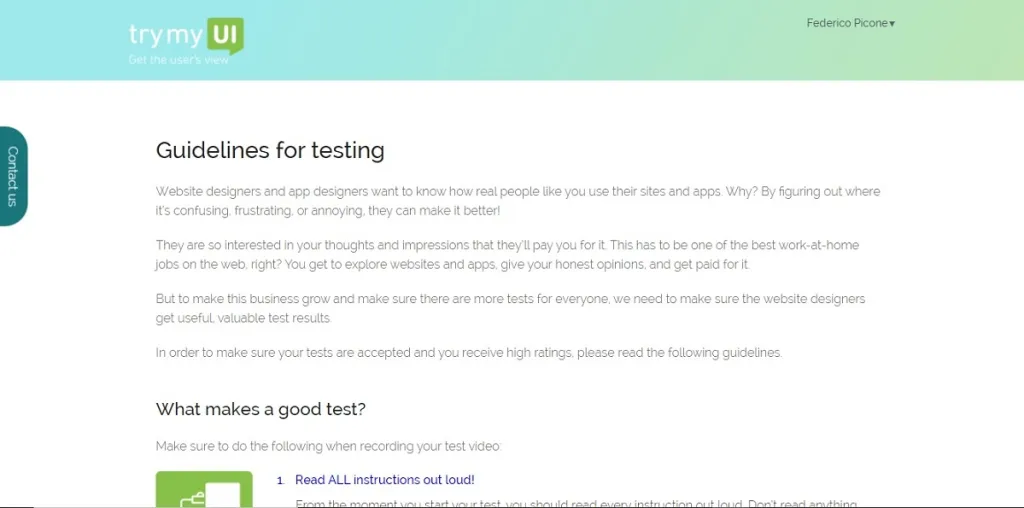 trymyUI
Get the user's view
Federico Picone▾
Contact us
Guidelines for testing
Website designers and app designers want to know how real people like you use their sites and apps. Why? By figuring out where
it's confusing, frustrating, or annoying, they can make it better!
They are so interested in your thoughts and impressions that they'll pay you for it. This has to be one of the best work-at-home
jobs on the web, right? You get to explore websites and apps, give your honest opinions, and get paid for it.
But to make this business grow and make sure there are more tests for everyone, we need to make sure the website designers
get useful, valuable test results.
In order to make sure your tests are accepted and you receive high ratings, please read the following guidelines.
What makes a good test?
Make sure to do the following when recording your test video:
1. Read ALL instructions out loud!
From the moment you start your test, you should read every instruction out loud. Don't read anything